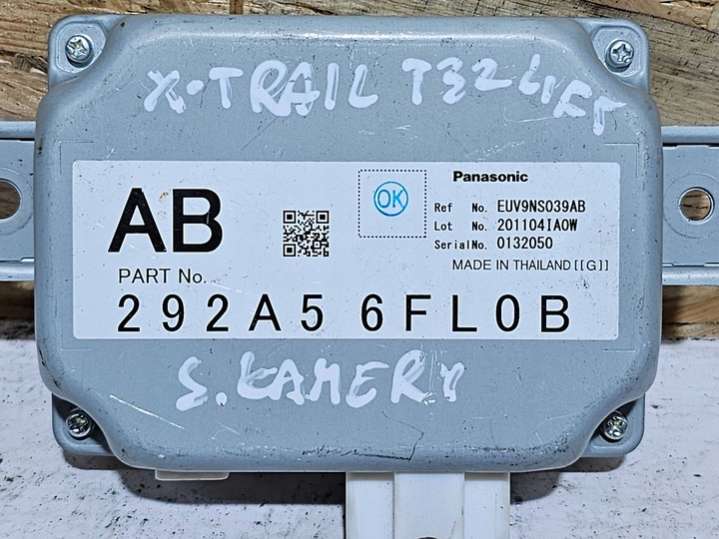 X-TRAIL T32 LIFT
AB
OK
Panasonic
Ref No. EUV9NS039AB
Lot No. 201104IA0W
Serial No. 0132050
MADE IN THAILAND [[G]]
PART No.
292A5 6FL0B
S.KAMERY